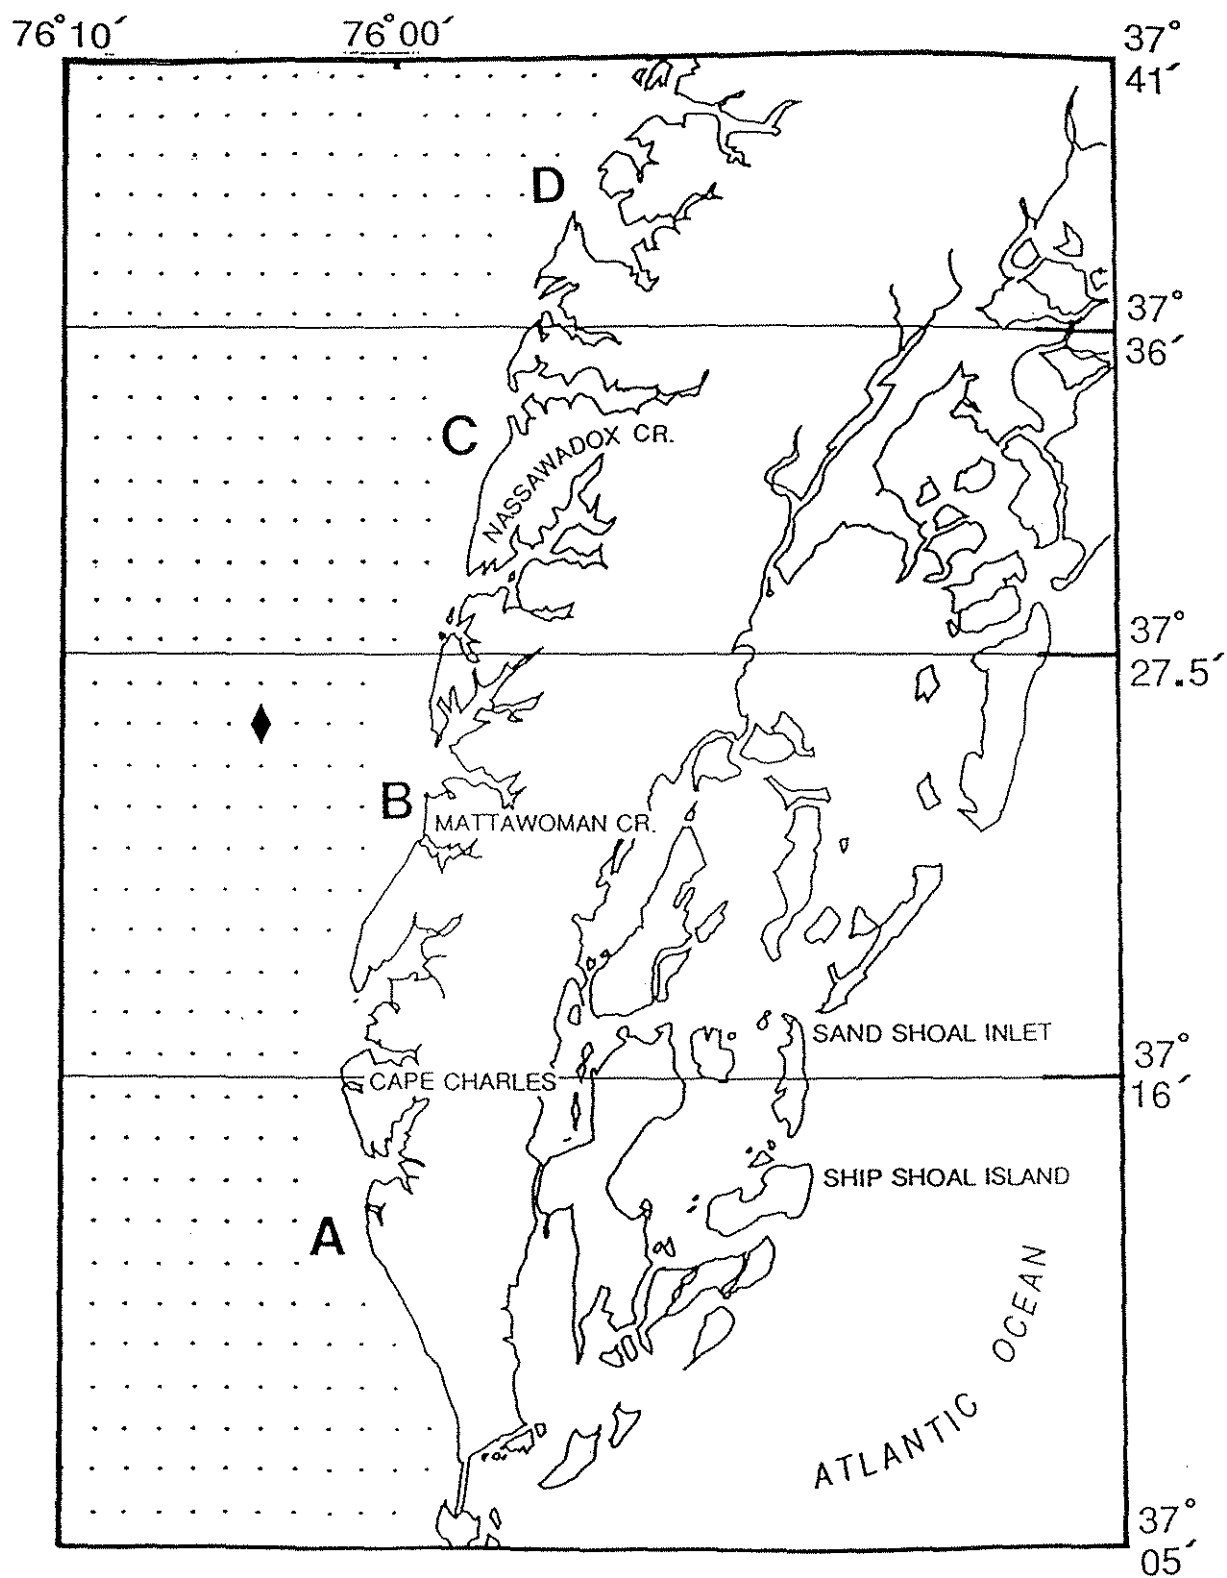 76°10´ 76°00´ 37°
41´
D
37°
36´
C
NASSAWADOX CR.
37°
27.5´
B
MATTAWOMAN CR.
SAND SHOAL INLET
37°
CAPE CHARLES
16´
SHIP SHOAL ISLAND
A
ATLANTIC OCEAN
37°
05´